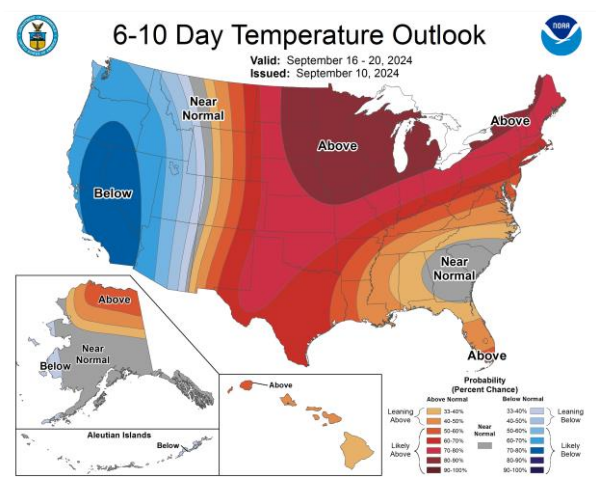 6-10 Day Temperature Outlook
NOAA
Valid: September 16 - 20, 2024
Issued: September 10, 2024
Near
Normal
Above
Above
Below
Near
Normal
Above
Above
Near
Normal
Below
Aleutian Islands
Below
Above
Probability
(Percent Chance)
Above Normal
Below Normal
Leaning
Above
33-40%
40-50%
Likely
Above
50-60%
60-70%
70-80%
80-90%
90-100%
Near
Normal
33-40%
40-50%
Leaning
Below
50-60%
60-70%
70-80%
80-90%
90-100%
Likely
Below